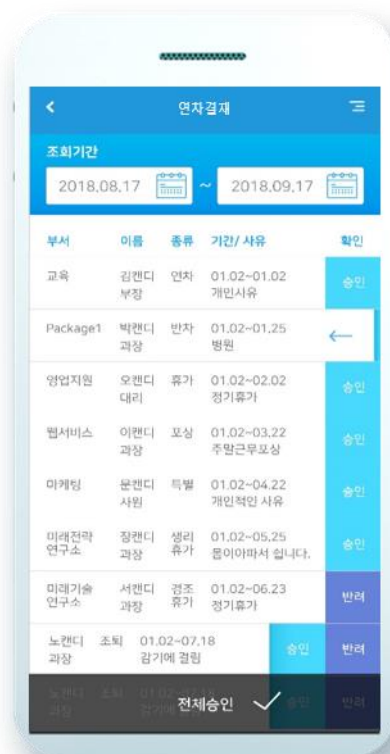 연차결재
조회기간
2018.08.17 ~ 2018.09.17
부서 이름 종류 기간/ 사유 확인
교육 김캔디 연차 01.02~01.02 승인
부장 개인사유
Package1 박캔디 반차 01.02~01.25
과장 병원
영업지원 오캔디 휴가 01.02~02.02 승인
대리 정기휴가
웹서비스 이캔디 포상 01.02~03.22 승인
과장 주말근무포상
마케팅 문캔디 특별 01.02~04.22 승인
사원 개인적인 사유
미래전략 장캔디 생리 01.02~05.25 승인
연구소 과장 휴가 몸이아파서 쉽니다.
미래기술 서캔디 경조 01.02~06.23 반려
연구소 과장 휴가 정기휴가
노캔디 조퇴 01.02~07.18 승인 반려
과장 감기에 걸림
전체승인